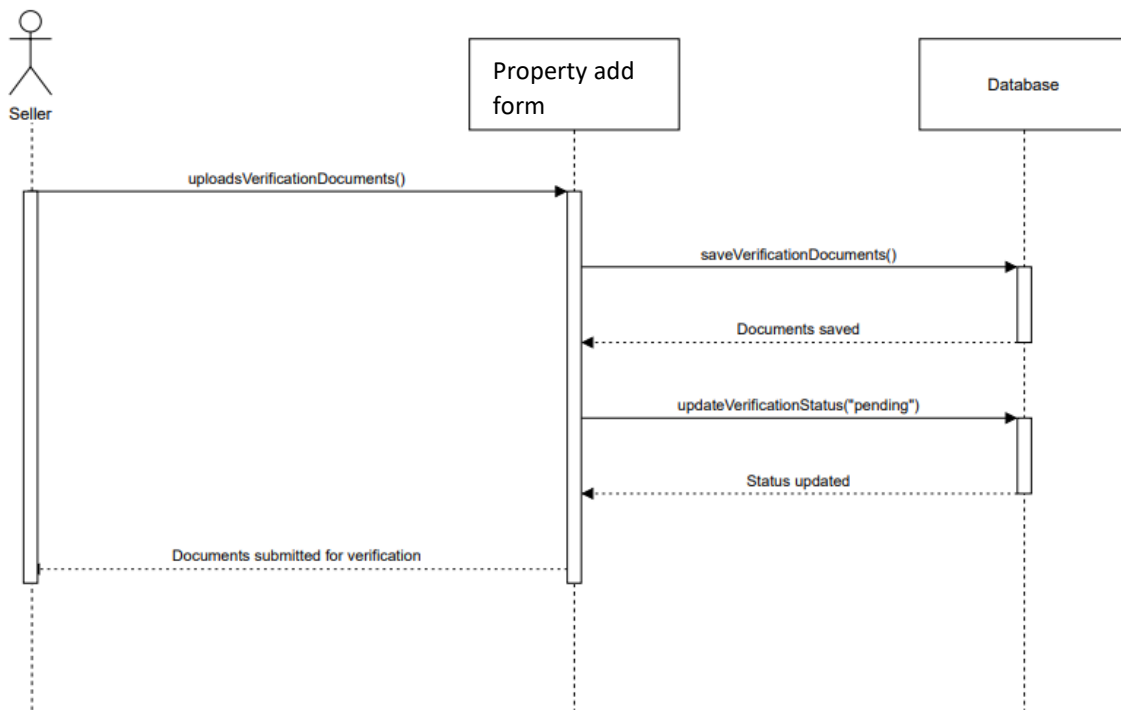 Seller
Property add
form
Database
uploadsVerificationDocuments()
saveVerificationDocuments()
Documents saved
updateVerificationStatus("pending")
Status updated
Documents submitted for verification